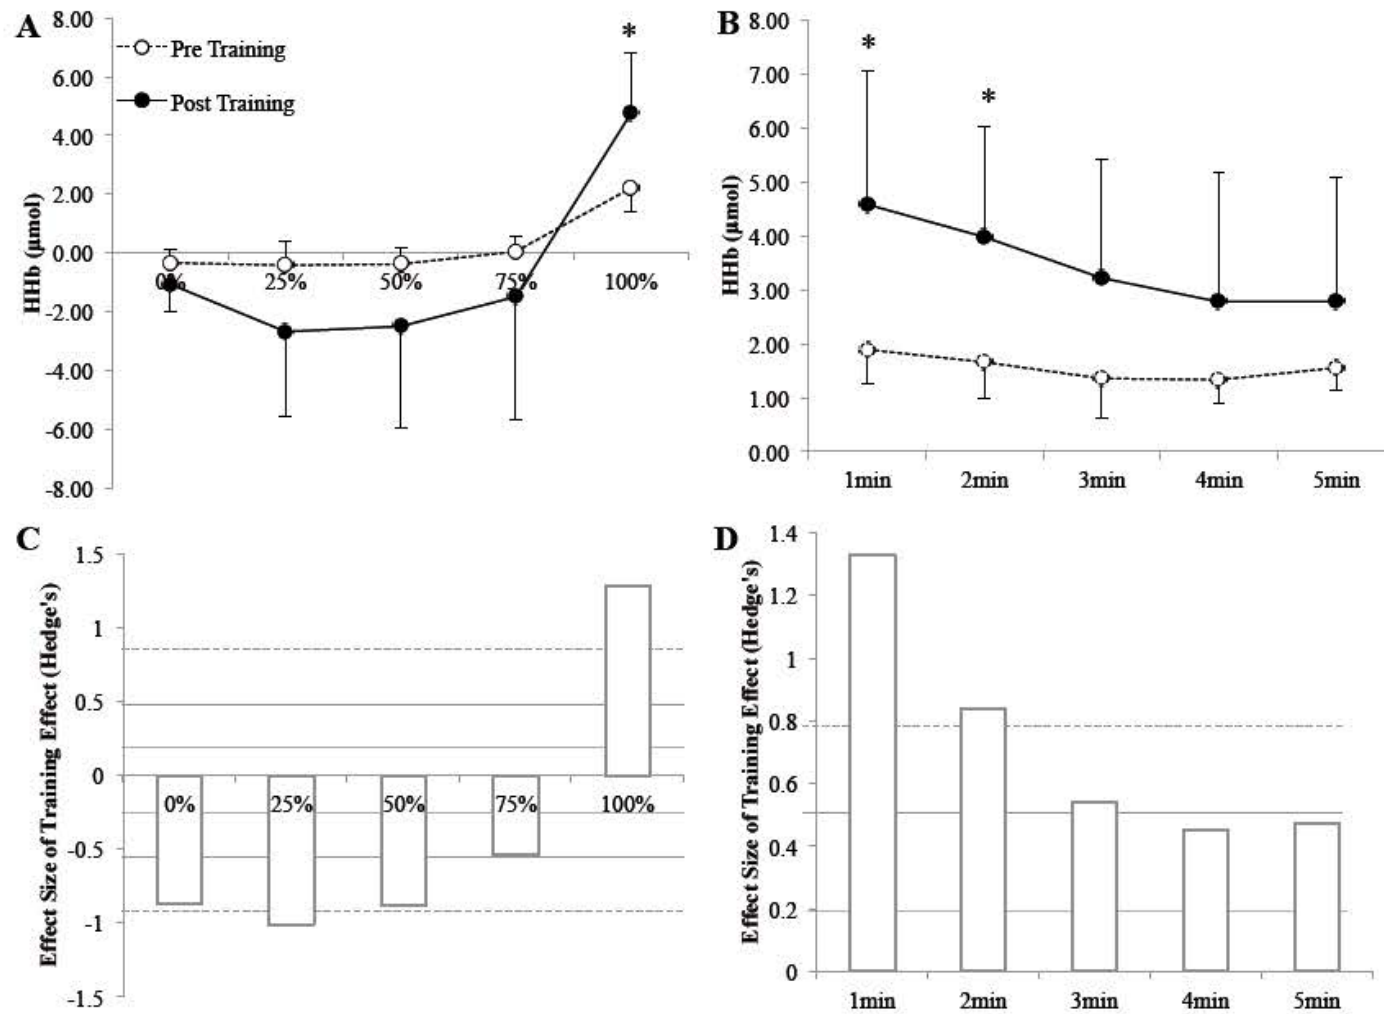 A
8.00
6.00
4.00
2.00
0.00
-2.00
-4.00
-6.00
-8.00
HHb (µmol)
Pre Training
Post Training
*
0%
25%
50%
75%
100%
B
8.00
7.00
6.00
5.00
4.00
3.00
2.00
1.00
0.00
HHb (µmol)
*
*
1min
2min
3min
4min
5min
C
1.5
1
0.5
0
-0.5
-1
-1.5
Effect Size of Training Effect (Hedge's)
0%
25%
50%
75%
100%
D
1.4
1.2
1
0.8
0.6
0.4
0.2
0
Effect Size of Training Effect (Hedge's)
1min
2min
3min
4min
5min